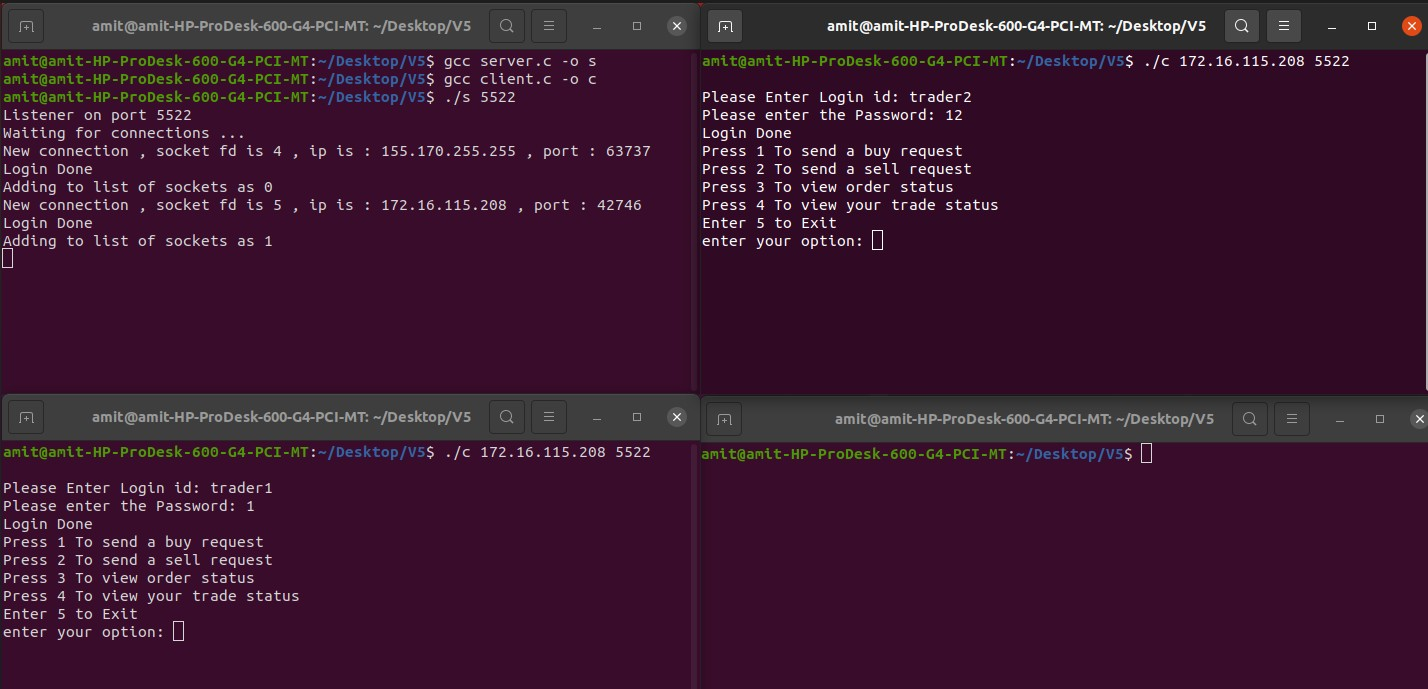 amit@amit-HP-ProDesk-600-G4-PCI-MT: ~/Desktop/V5
amit@amit-HP-ProDesk-600-G4-PCI-MT:~/Desktop/V5$ gcc server.c -o s
amit@amit-HP-ProDesk-600-G4-PCI-MT:~/Desktop/V5$ gcc client.c -o c
amit@amit-HP-ProDesk-600-G4-PCI-MT:~/Desktop/V5$ ./s 5522
Listener on port 5522
Waiting for connections ...
New connection , socket fd is 4 , ip is : 155.170.255.255 , port : 63737
Login Done
Adding to list of sockets as 0
New connection , socket fd is 5 , ip is : 172.16.115.208 , port : 42746
Login Done
Adding to list of sockets as 1
amit@amit-HP-ProDesk-600-G4-PCI-MT: ~/Desktop/V5
amit@amit-HP-ProDesk-600-G4-PCI-MT:~/Desktop/V5$ ./c 172.16.115.208 5522
Please Enter Login id: trader2
Please enter the Password: 12
Login Done
Press 1 To send a buy request
Press 2 To send a sell request
Press 3 To view order status
Press 4 To view your trade status
Enter 5 to Exit
enter your option:
amit@amit-HP-ProDesk-600-G4-PCI-MT: ~/Desktop/V5
amit@amit-HP-ProDesk-600-G4-PCI-MT:~/Desktop/V5$ ./c 172.16.115.208 5522
Please Enter Login id: trader1
Please enter the Password: 1
Login Done
Press 1 To send a buy request
Press 2 To send a sell request
Press 3 To view order status
Press 4 To view your trade status
Enter 5 to Exit
enter your option:
amit@amit-HP-ProDesk-600-G4-PCI-MT: ~/Desktop/V5
amit@amit-HP-ProDesk-600-G4-PCI-MT:~/Desktop/V5$